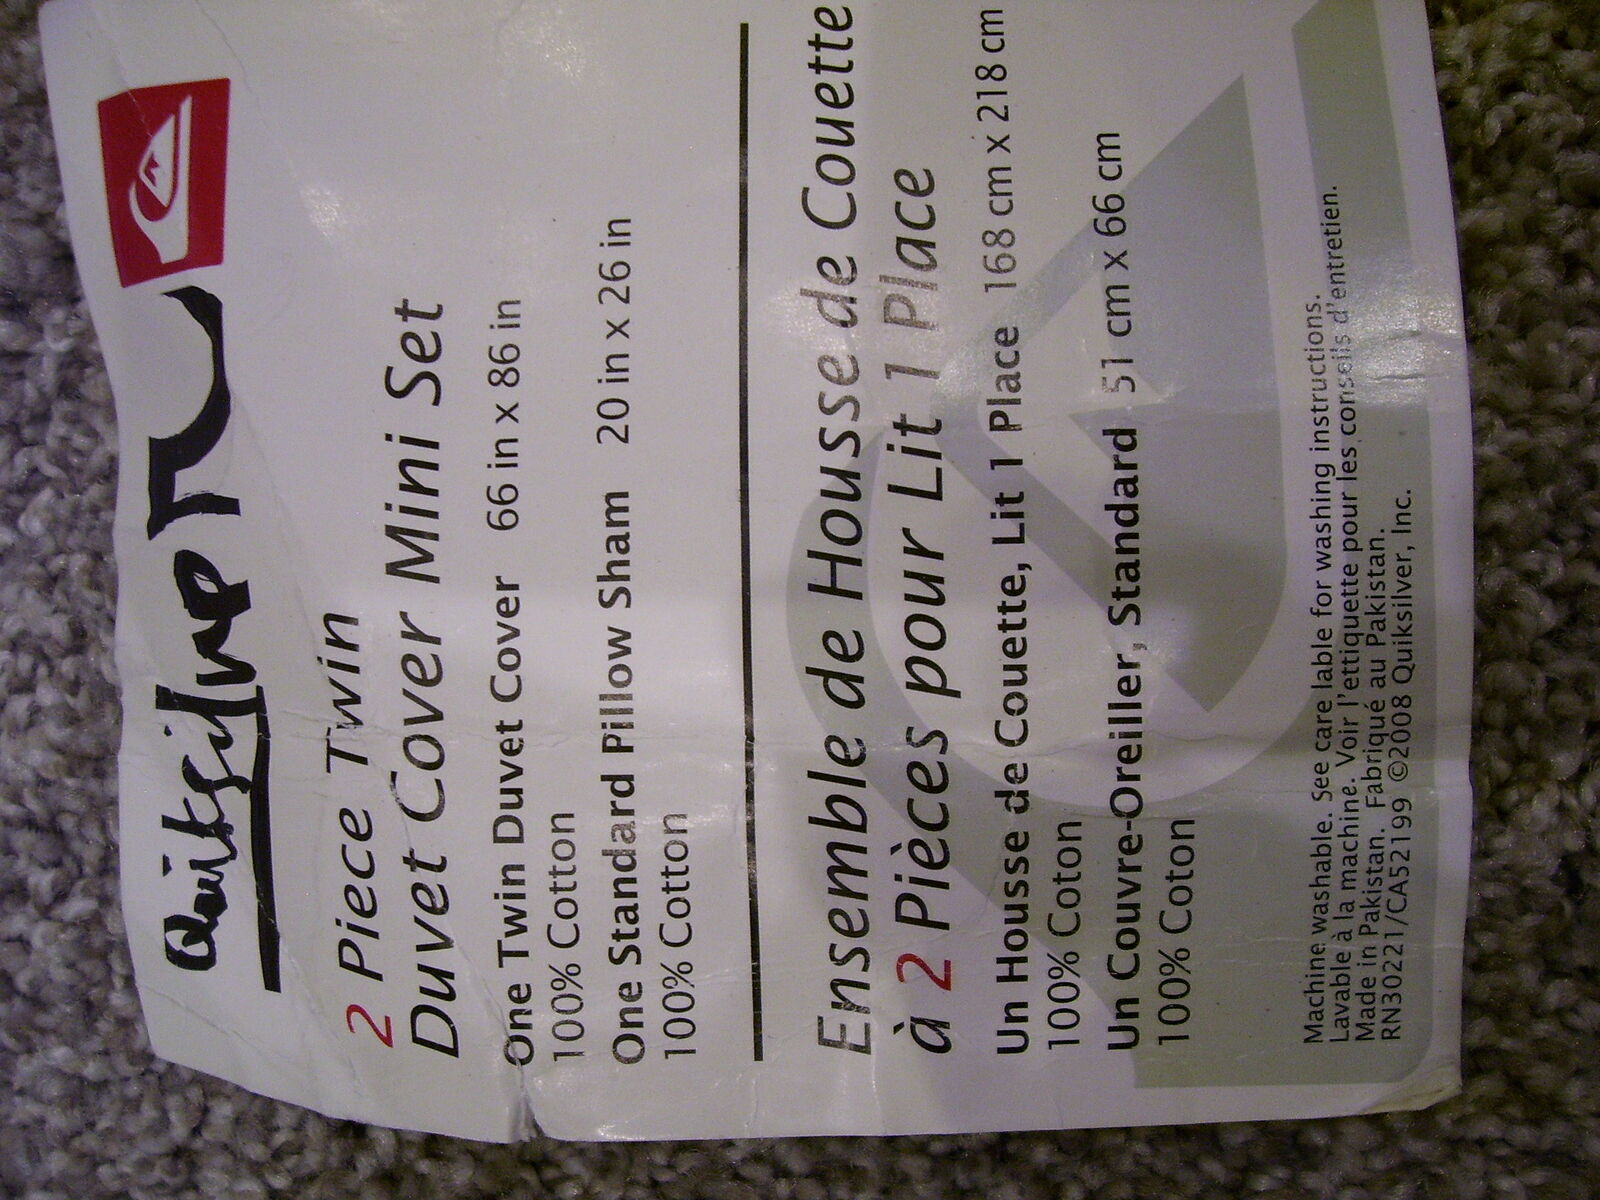 Quiksilver
2 Piece Twin
Duvet Cover Mini Set
One Twin Duvet Cover 66 in x 86 in
100% Cotton
One Standard Pillow Sham 20 in x 26 in
100% Cotton
Ensemble de Housse de Couette
à 2 Pièces pour Lit 1 Place
Un Housse de Couette, Lit 1 Place 168 cm x 218 cm
100% Coton
Un Couvre-Oreiller, Standard 51 cm x 66 cm
100% Coton
Machine washable. See care lable for washing instructions.
Lavable à la machine. Voir l'ettiquette pour les conseils d'entretien.
Made in Pakistan. Fabriqué au Pakistan.
RN30221/CA52199 ©2008 Quiksilver, Inc.